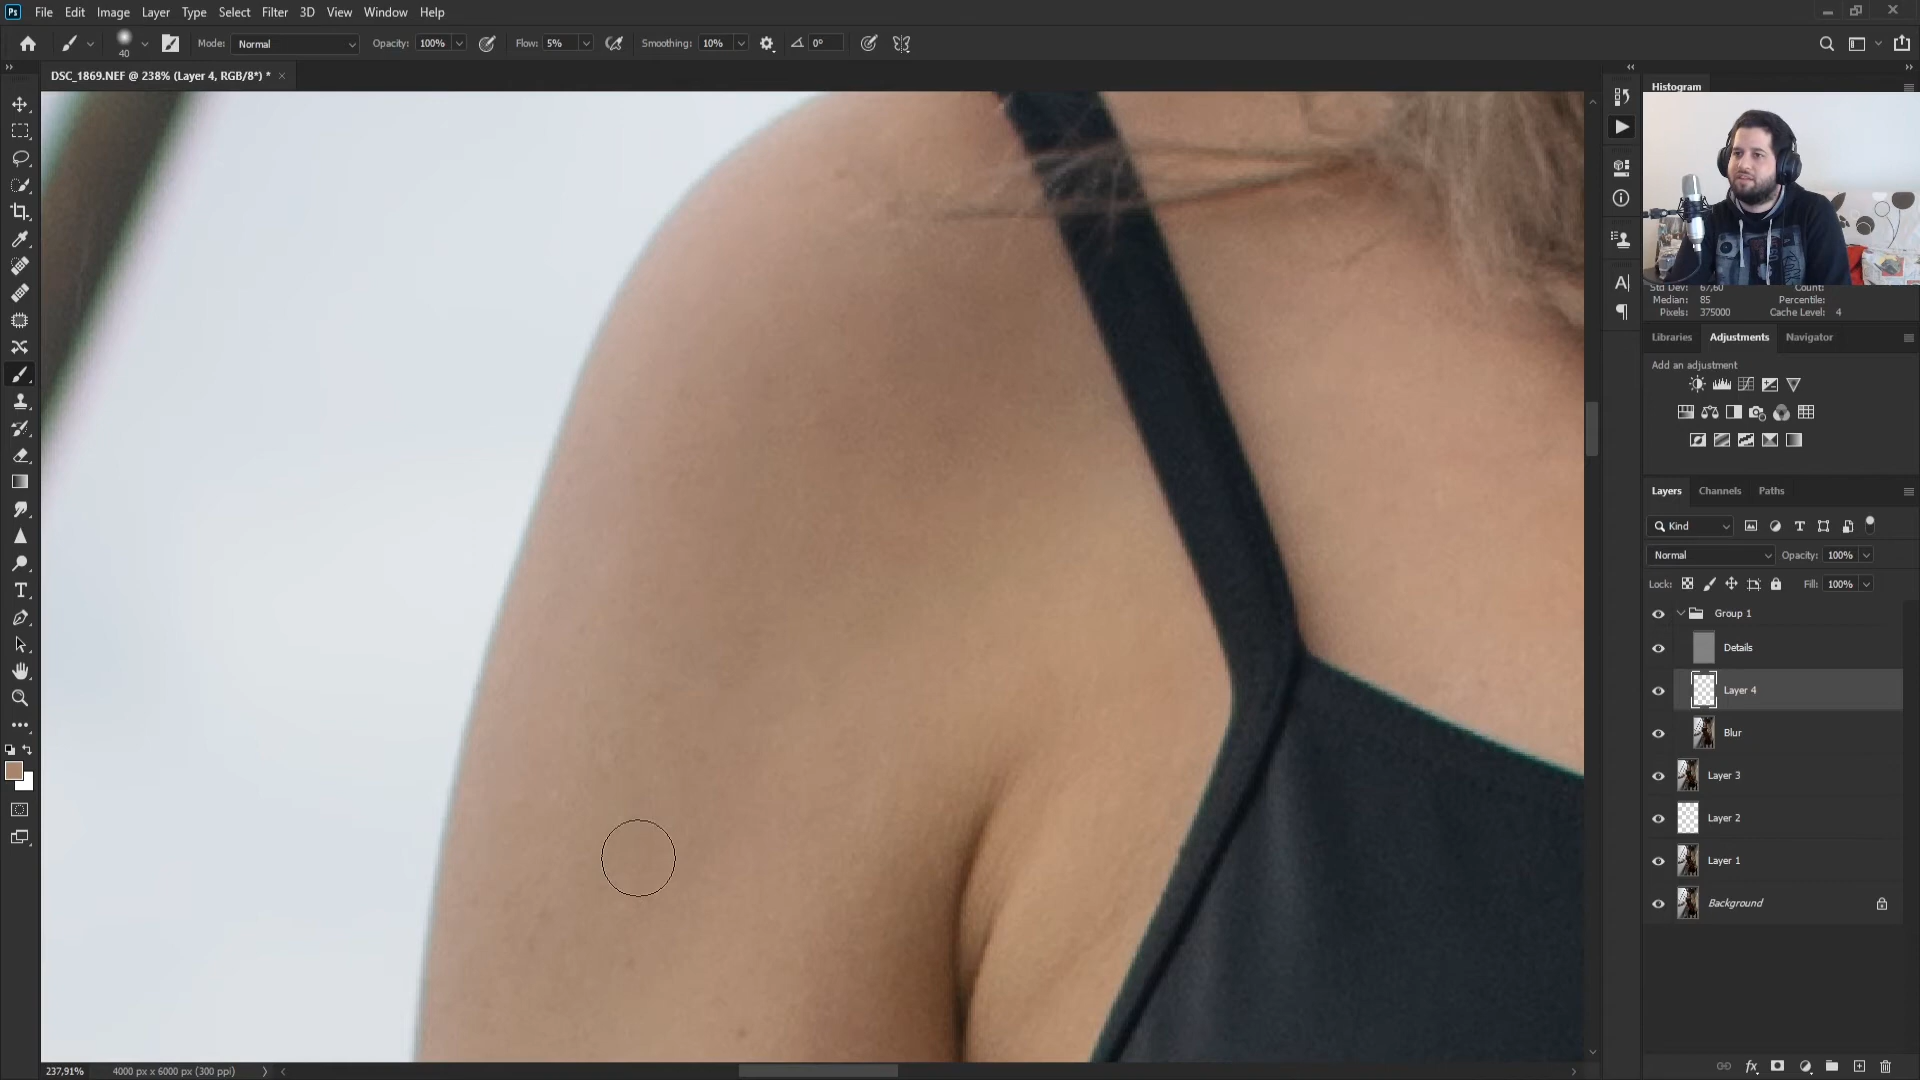 Ps File Edit Image Layer Type Select Filter 3D View Window Help
40 Mode: Normal Opacity: 100% Flow: 5% Smoothing: 10% 0°
DSC_1869.NEF @ 238% (Layer 4, RGB/8*) * ×
Histogram
Std Dev: 67,60 Count:
Median: 85 Percentile:
Pixels: 375000 Cache Level: 4
Libraries Adjustments Navigator
Add an adjustment
Layers Channels Paths
Kind
Normal Opacity: 100%
Lock: Fill: 100%
Group 1
Details
Layer 4
Blur
Layer 3
Layer 2
Layer 1
Background
fx
237,91% 4000 px x 6000 px (300 ppi)